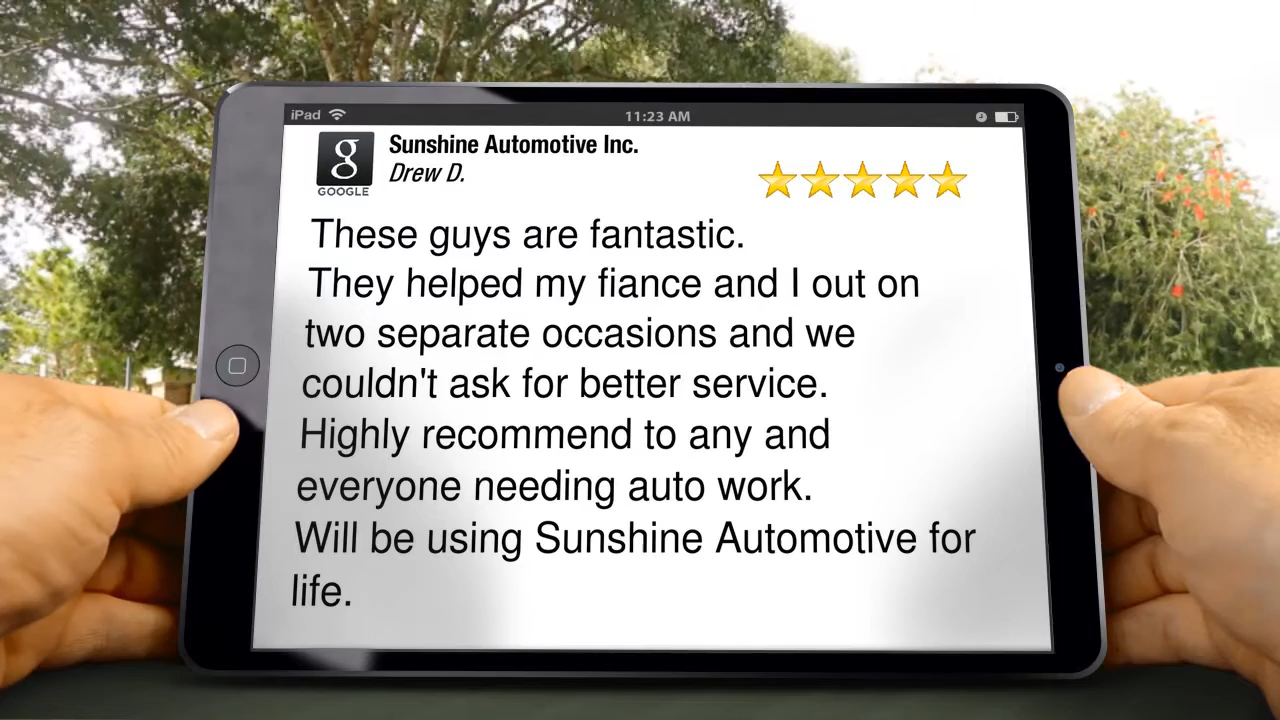 iPad 11:23 AM
Sunshine Automotive Inc.
Drew D.
g
GOOGLE
These guys are fantastic.
They helped my fiance and I out on
two separate occasions and we
couldn't ask for better service.
Highly recommend to any and
everyone needing auto work.
Will be using Sunshine Automotive for
life.